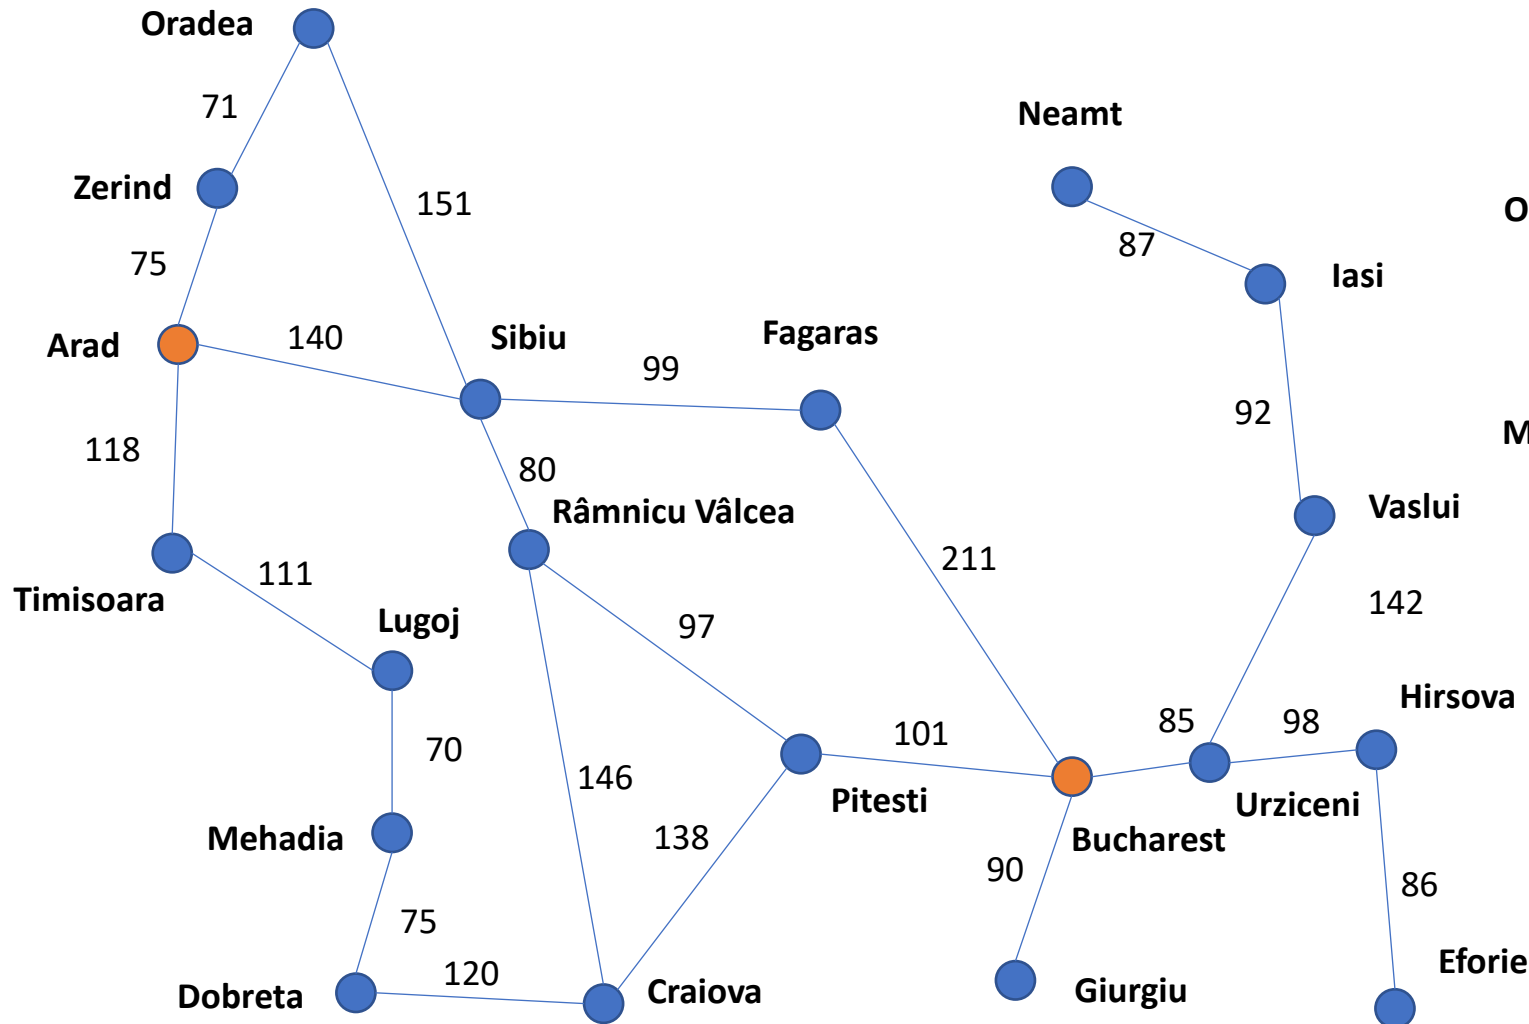 Oradea
71
Neamt
Zerind
151
O
87
75
Iasi
Arad
140
Sibiu
Fagaras
99
92
M
118
80
Râmnicu Vâlcea
Vaslui
211
111
Timisoara
142
Lugoj
97
Hirsova
85
98
101
70
146
Pitesti
Urziceni
Mehadia
138
Bucharest
90
86
75
120
Eforie
Dobreta
Craiova
Giurgiu